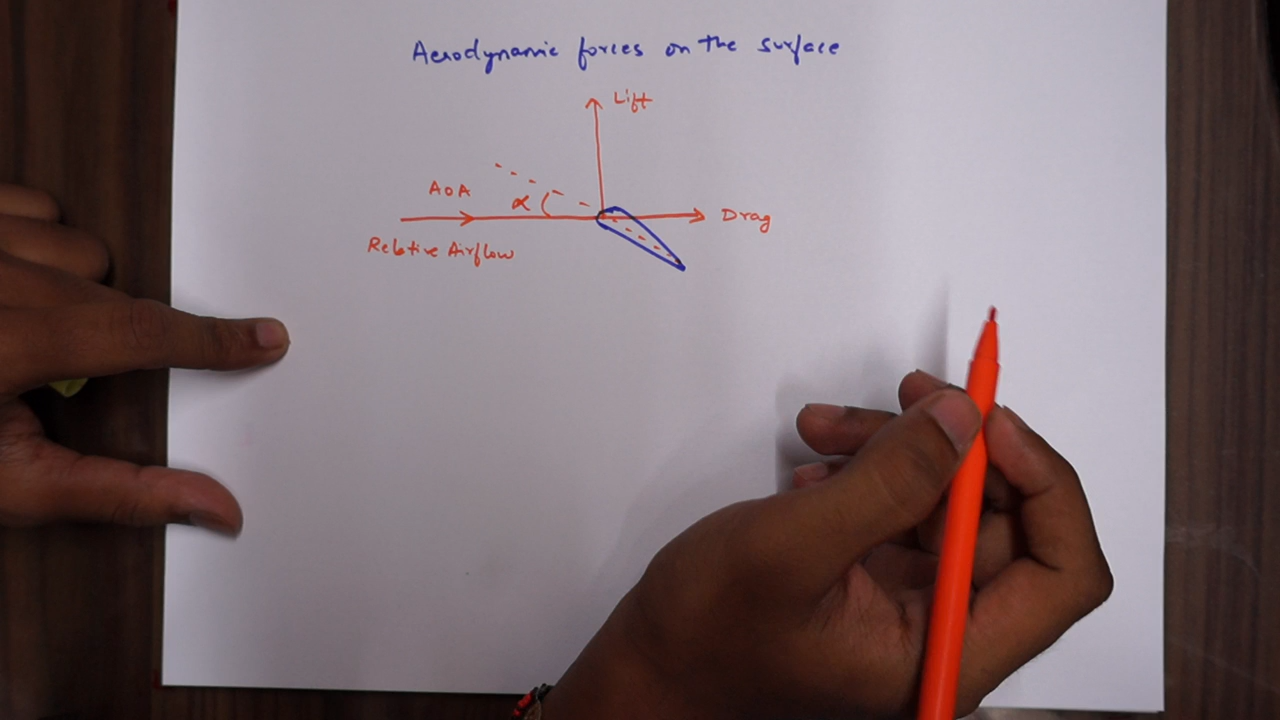 Aerodynamic forces on the surface
Lift
AOA
α
Drag
Relative Airflow